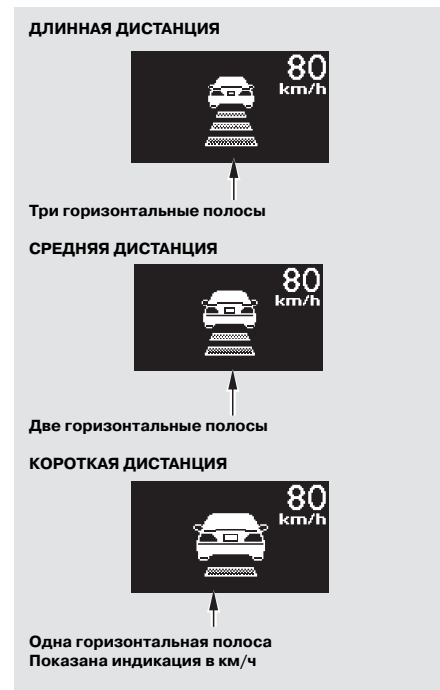 ДЛИННАЯ ДИСТАНЦИЯ
80
km/h
Три горизонтальные полосы
СРЕДНЯЯ ДИСТАНЦИЯ
80
km/h
Две горизонтальные полосы
КОРОТКАЯ ДИСТАНЦИЯ
80
km/h
Одна горизонтальная полоса
Показана индикация в км/ч